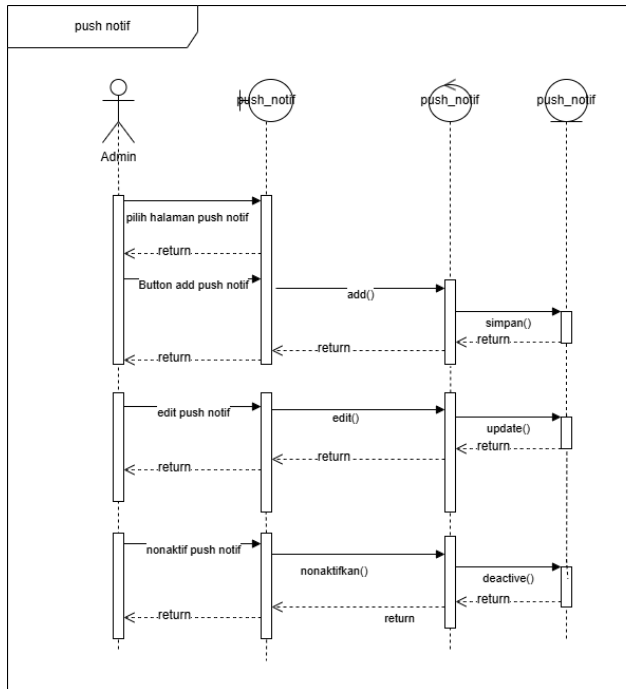 push notif
push_notif
push_notif
push_notif
Admin
pilih halaman push notif
return
Button add push notif
add()
simpan()
return
return
return
edit push notif
edit()
update()
return
return
return
nonaktif push notif
nonaktifkan()
deactive()
return
return
return